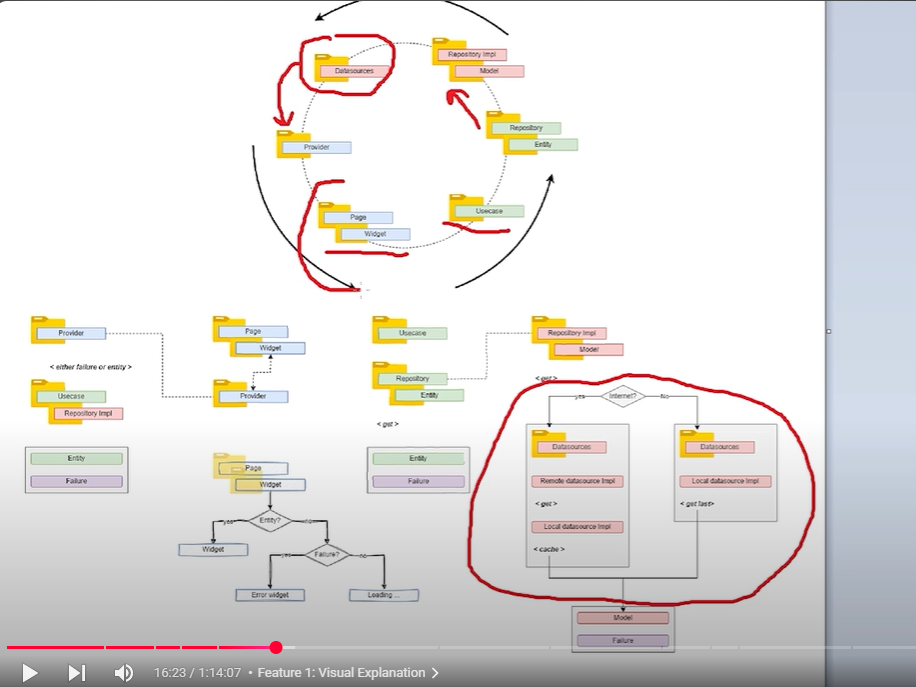 Repository Impl
Datasources
Model
Repository
Entity
Provider
Page
Usecase
Widget
Provider
Page
Usecase
Repository Impl
Widget
Model
< either failure or entity >
Repository
< get >
Usecase
Provider
Entity
yes
Internet?
No
Repository Impl
< get >
Entity
Entity
Datasources
Datasources
Failure
Page
Failure
Widget
Remote datasource Impl
Local datasource Impl
< get >
< get last>
yes
Entity?
no
Local datasource Impl
Widget
yes
Failure?
no
< cache >
Error widget
Loading ...
Model
Failure
16:23 / 1:14:07 • Feature 1: Visual Explanation >